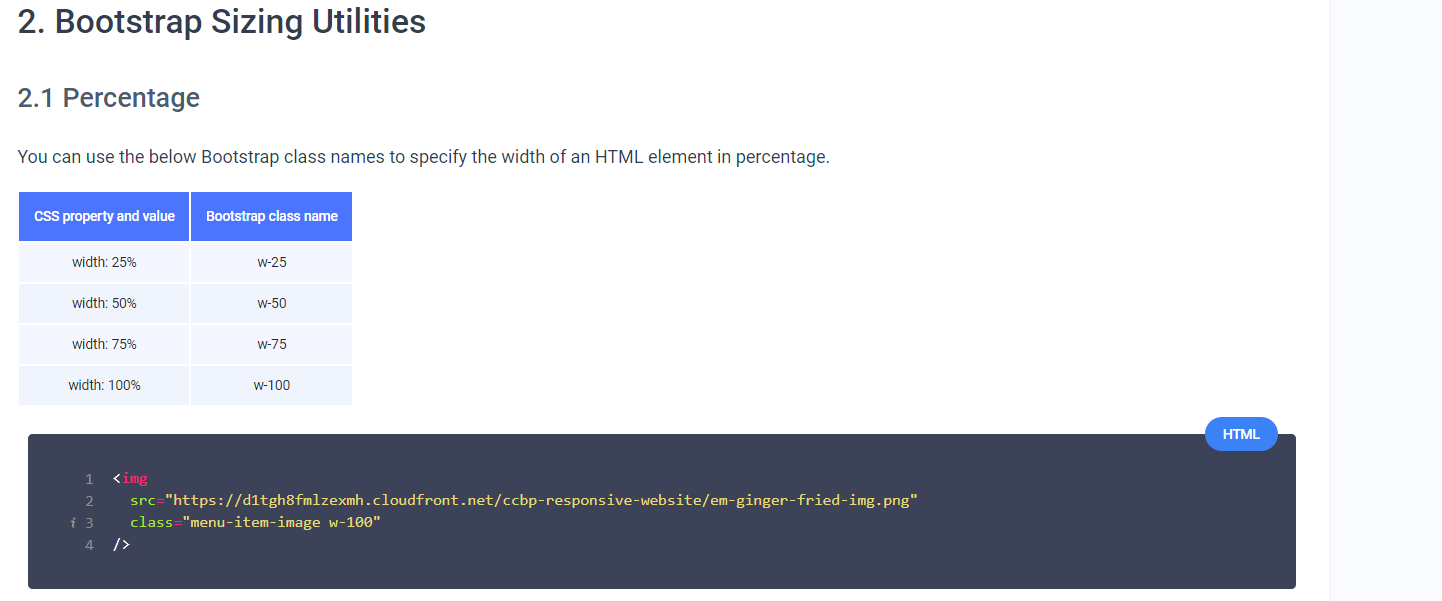 2. Bootstrap Sizing Utilities
2.1 Percentage
You can use the below Bootstrap class names to specify the width of an HTML element in percentage.
CSS property and value Bootstrap class name
width: 25% w-25
width: 50% w-50
width: 75% w-75
width: 100% w-100
HTML
1 <img
2 src="https://d1tgh8fmlzexmh.cloudfront.net/ccbp-responsive-website/em-ginger-fried-img.png"
i 3 class="menu-item-image w-100"
4 />